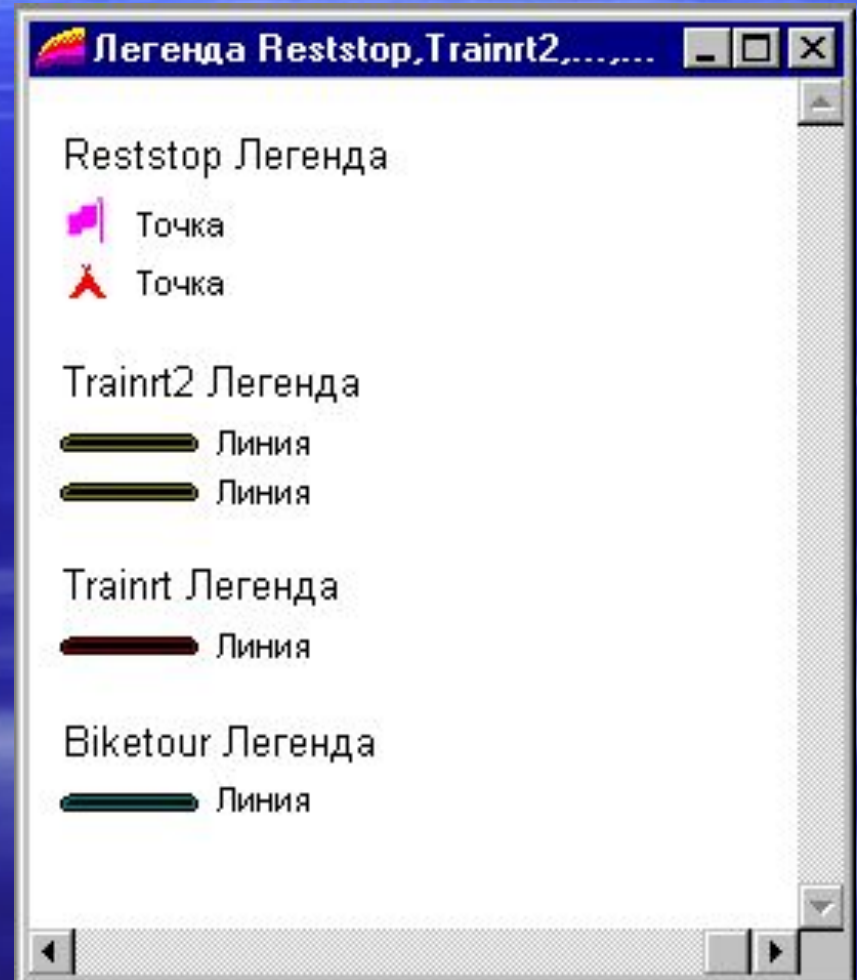 Легенда Reststop,Trainrt2,...,...
Reststop Легенда
Точка
Точка
Trainrt2 Легенда
Линия
Линия
Trainrt Легенда
Линия
Biketour Легенда
Линия